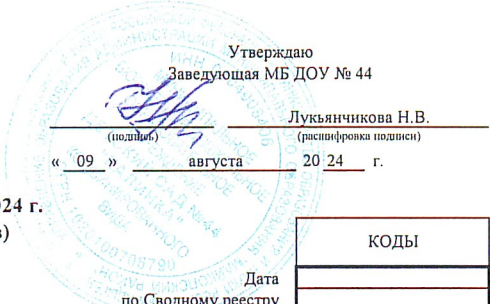 Утверждаю
Заведующая МБ ДОУ № 44
Лукьянчикова Н.В.
(подпись) (расшифровка подписи)
« 09 » августа 20 24 г.
24 г.
)
КОДЫ
Дата
по Сводному реестру